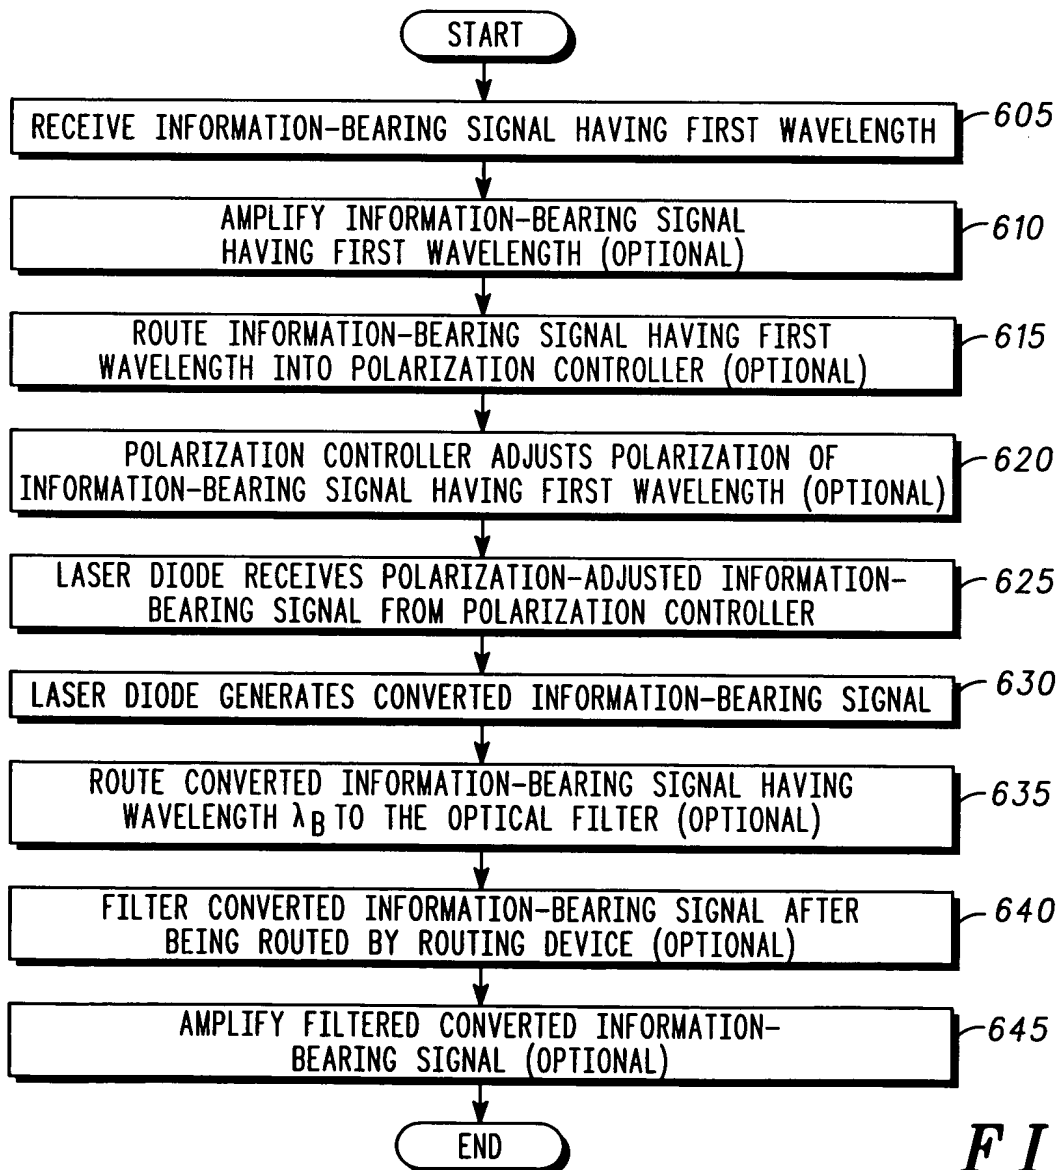 START
RECEIVE INFORMATION-BEARING SIGNAL HAVING FIRST WAVELENGTH
605
AMPLIFY INFORMATION-BEARING SIGNAL
HAVING FIRST WAVELENGTH (OPTIONAL)
610
ROUTE INFORMATION-BEARING SIGNAL HAVING FIRST
WAVELENGTH INTO POLARIZATION CONTROLLER (OPTIONAL)
615
POLARIZATION CONTROLLER ADJUSTS POLARIZATION OF
INFORMATION-BEARING SIGNAL HAVING FIRST WAVELENGTH (OPTIONAL)
620
LASER DIODE RECEIVES POLARIZATION-ADJUSTED INFORMATION-
BEARING SIGNAL FROM POLARIZATION CONTROLLER
625
LASER DIODE GENERATES CONVERTED INFORMATION-BEARING SIGNAL
630
ROUTE CONVERTED INFORMATION-BEARING SIGNAL HAVING
WAVELENGTH λB TO THE OPTICAL FILTER (OPTIONAL)
635
FILTER CONVERTED INFORMATION-BEARING SIGNAL AFTER
BEING ROUTED BY ROUTING DEVICE (OPTIONAL)
640
AMPLIFY FILTERED CONVERTED INFORMATION-
BEARING SIGNAL (OPTIONAL)
645
END
FI